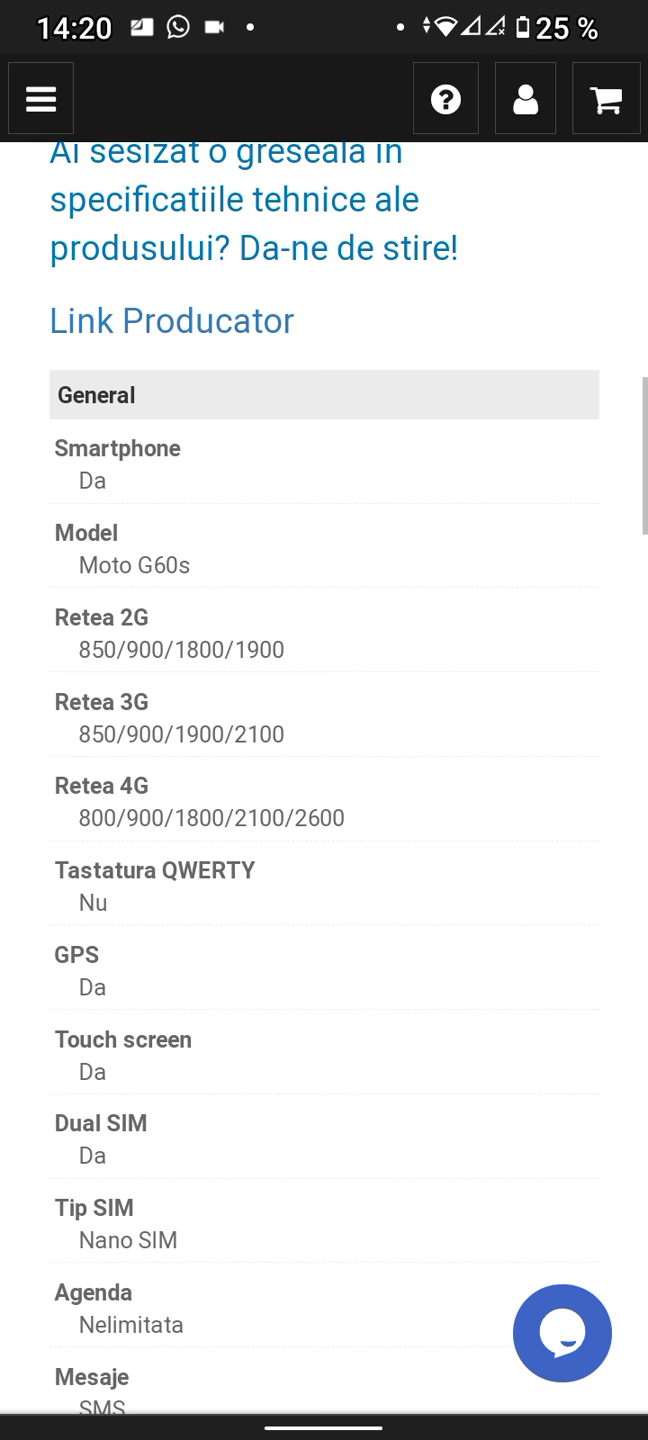 14:20
25 %
Ai sesizat o greseala in
specificatiile tehnice ale
produsului? Da-ne de stire!
Link Producator
General
Smartphone
Da
Model
Moto G60s
Retea 2G
850/900/1800/1900
Retea 3G
850/900/1900/2100
Retea 4G
800/900/1800/2100/2600
Tastatura QWERTY
Nu
GPS
Da
Touch screen
Da
Dual SIM
Da
Tip SIM
Nano SIM
Agenda
Nelimitata
Mesaje
SMS